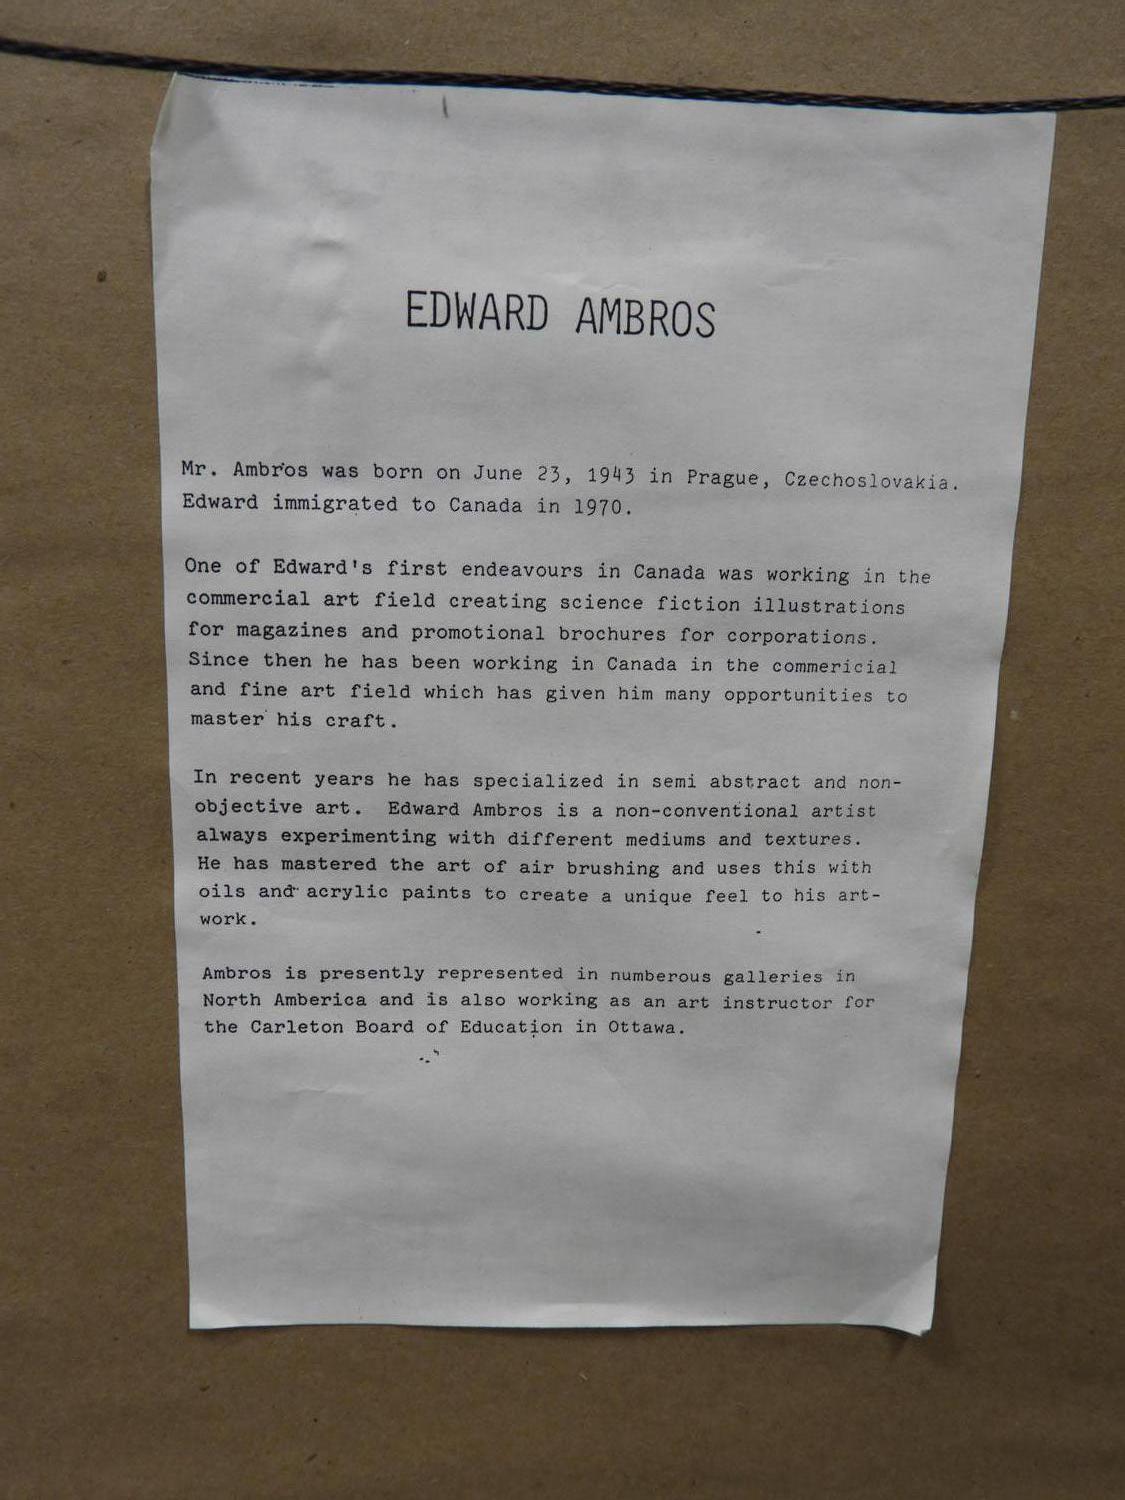 EDWARD AMBROS
Mr. Ambros was born on June 23, 1943 in Prague, Czechoslovakia.
Edward immigrated to Canada in 1970.
One of Edward's first endeavours in Canada was working in the
commercial art field creating science fiction illustrations
for magazines and promotional brochures for corporations.
Since then he has been working in Canada in the commericial
and fine art field which has given him many opportunities to
master his craft.
In recent years he has specialized in semi abstract and non-
objective art. Edward Ambros is a non-conventional artist
always experimenting with different mediums and textures.
He has mastered the art of air brushing and uses this with
oils and acrylic paints to create a unique feel to his art-
work.
Ambros is presently represented in numberous galleries in
North Amberica and is also working as an art instructor for
the Carleton Board of Education in Ottawa.